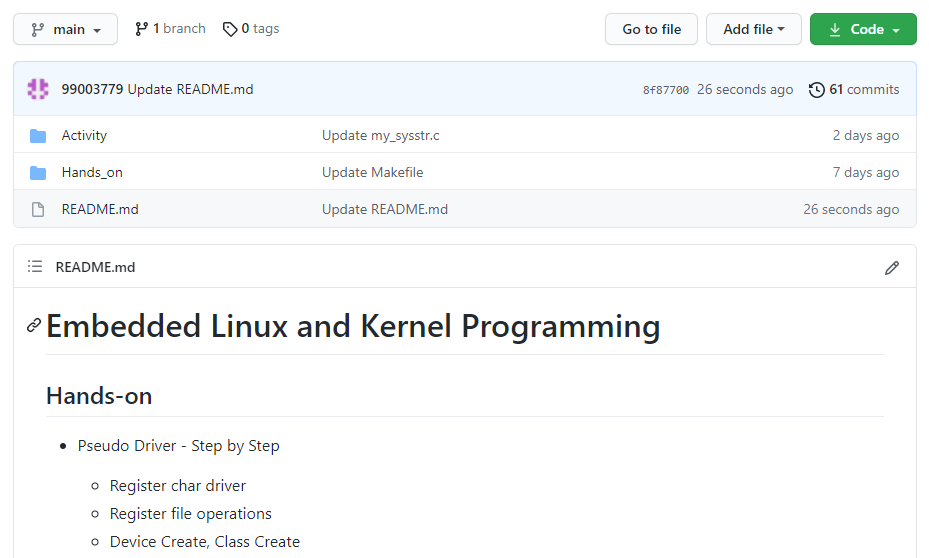 main 1 branch 0 tags Go to file Add file Code
99003779 Update README.md 8f87700 26 seconds ago 61 commits
Activity Update my_sysstr.c 2 days ago
Hands_on Update Makefile 7 days ago
README.md Update README.md 26 seconds ago
README.md
Embedded Linux and Kernel Programming
Hands-on
Pseudo Driver - Step by Step
Register char driver
Register file operations
Device Create, Class Create